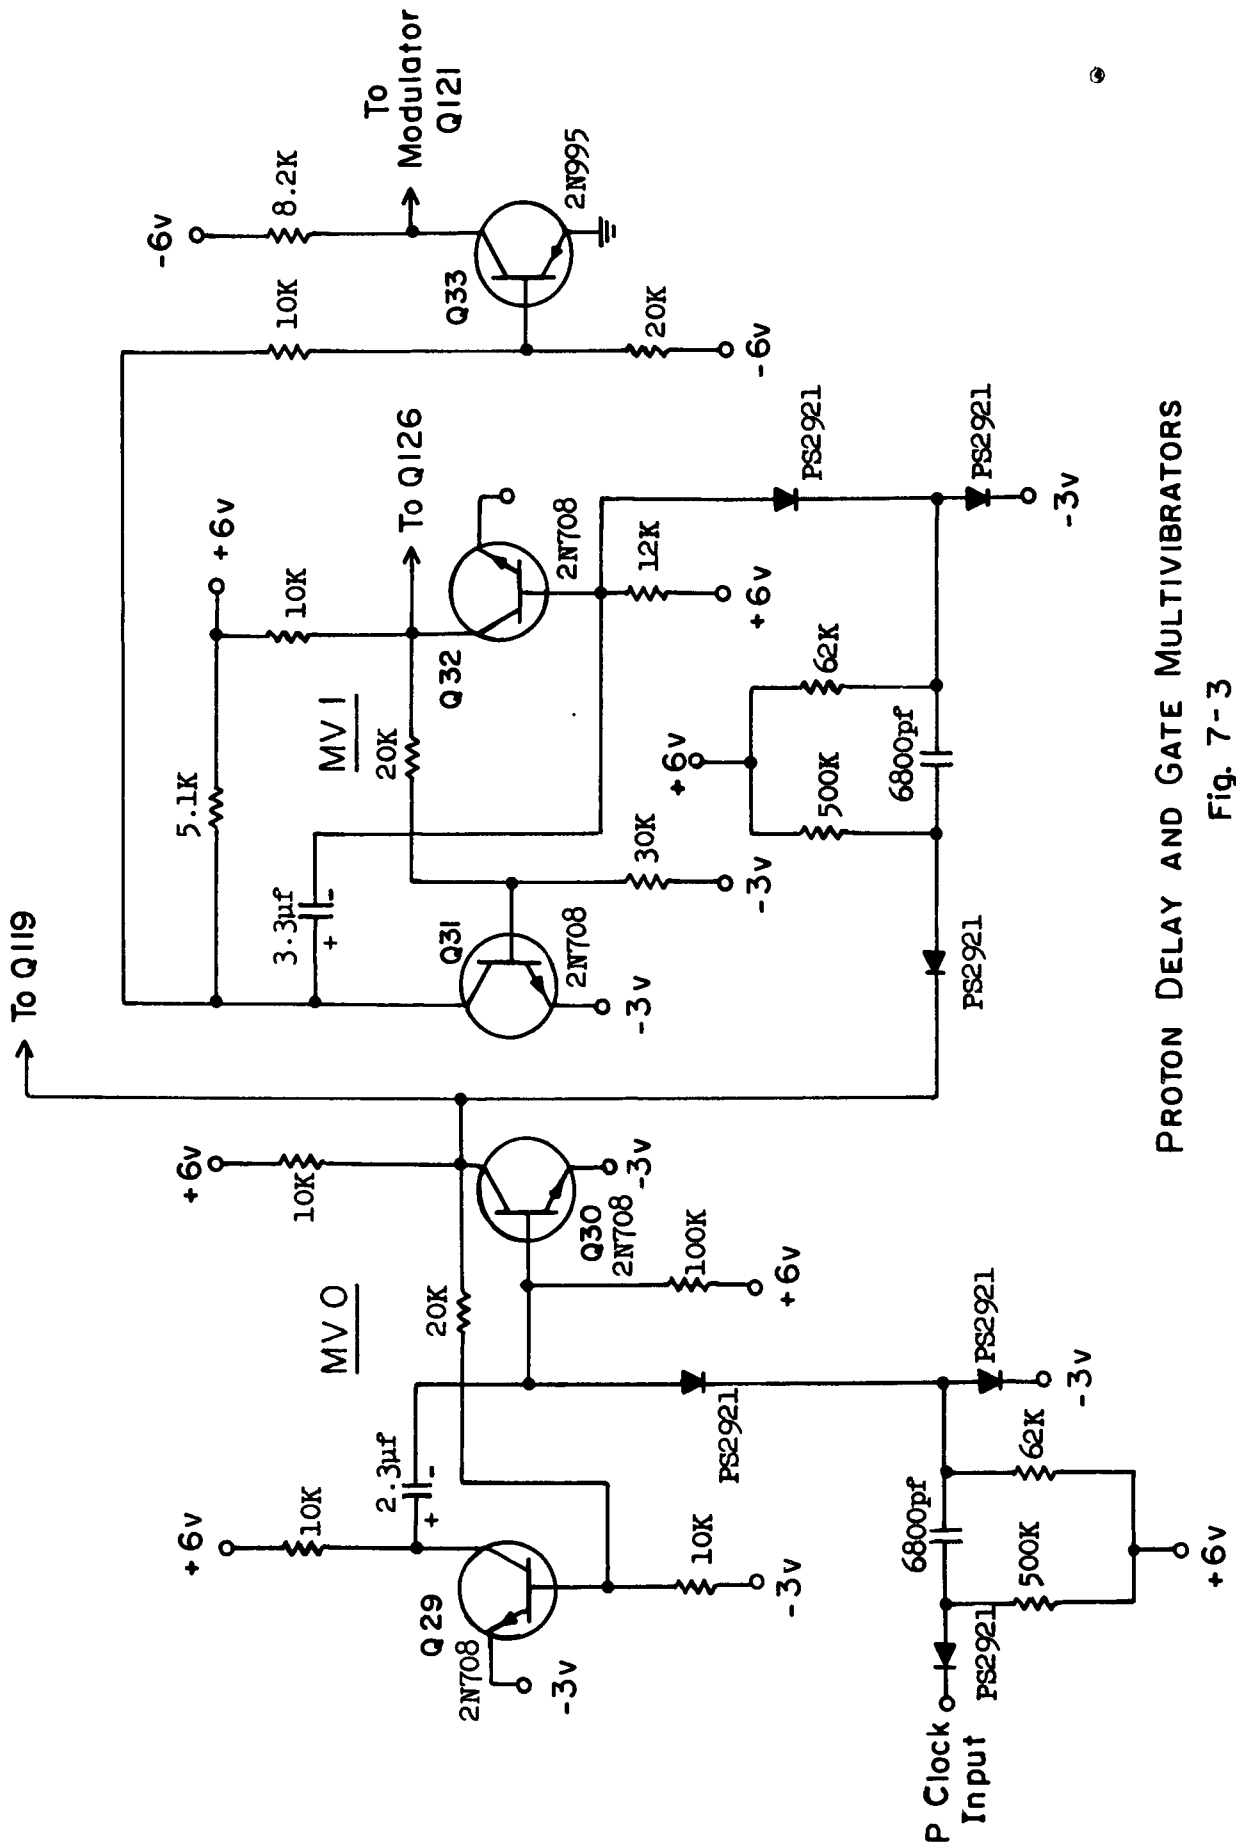 To Q119
+6v
10K
2.3µf
+
-
Q29
2N708
-3v
10K
-3v
MV 0
20K
+6v
10K
Q30
2N708
-3v
100K
+6v
PS2921
PS2921
-3v
P Clock
Input
PS2921
6800pf
500K
62K
+6v
5.1K
+6v
3.3µf
+
-
Q31
2N708
-3v
MV 1
20K
30K
-3v
10K
To Q126
Q32
2N708
12K
+6v
+6v
500K
62K
6800pf
PS2921
PS2921
PS2921
-3v
-6v
8.2K
10K
To
Modulator
Q121
Q33
2N995
20K
-6v
PROTON DELAY AND GATE MULTIVIBRATORS
Fig. 7-3